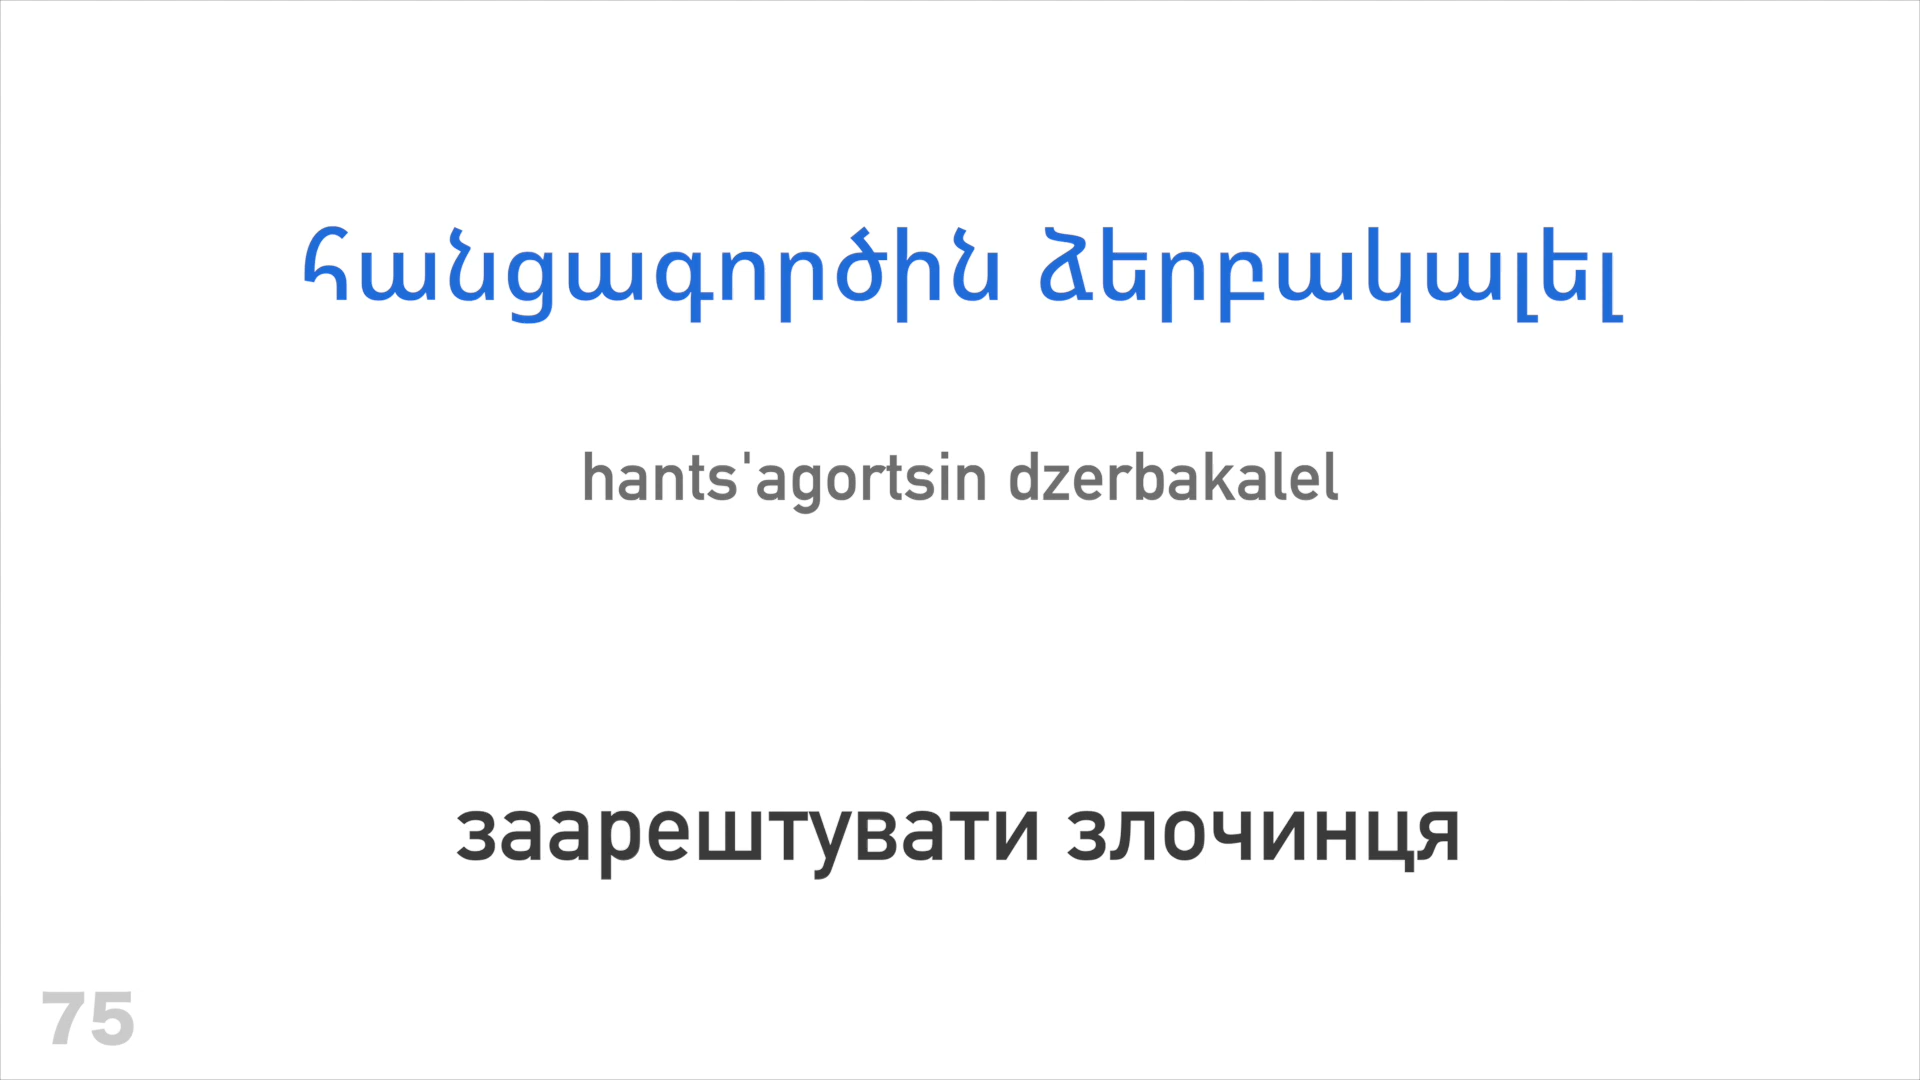 հանցագործին ձերբակալել
hants'agortsin dzerbakalel
заарештувати злочинця
75